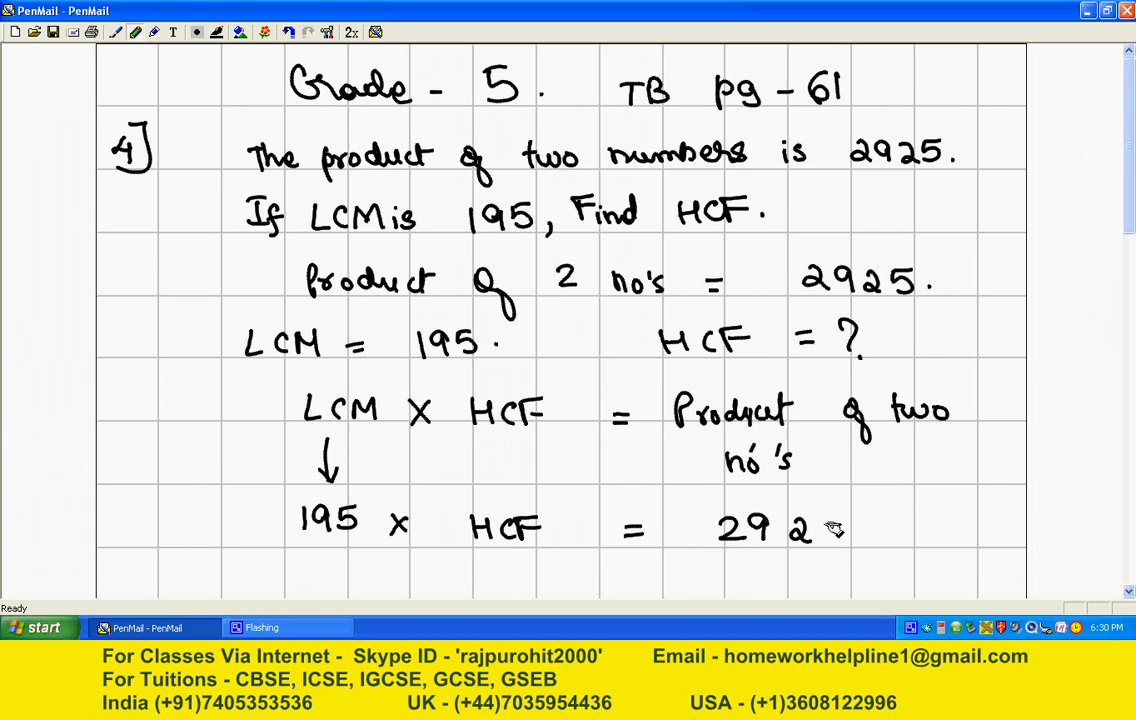 PenMail - PenMail
T
2x
Grade - 5. TB pg - 61
4] The product of two numbers is 2925.
If LCM is 195, Find HCF.
Product of 2 no's = 2925.
LCM = 195. HCF = ?
LCM X HCF = Product of two
no's
195 x HCF = 292
Ready
start PenMail - PenMail Flashing 6:30 PM
For Classes Via Internet - Skype ID - 'rajpurohit2000' Email - homeworkhelpline1@gmail.com
For Tuitions - CBSE, ICSE, IGCSE, GCSE, GSEB
India (+91)7405353536 UK - (+44)7035954436 USA - (+1)3608122996